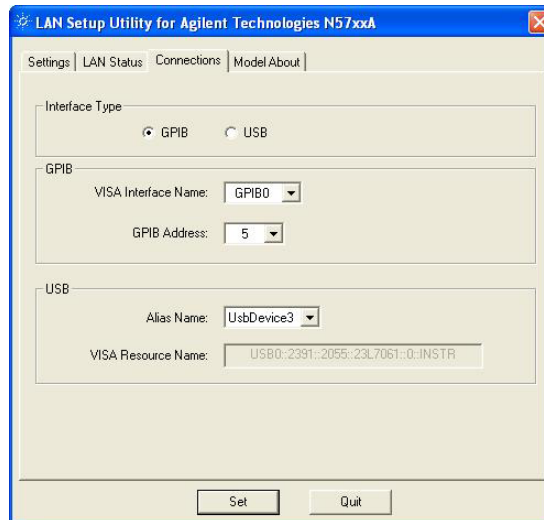 LAN Setup Utility for Agilent Technologies N57xxA
Settings LAN Status Connections Model About
Interface Type
GPIB USB
GPIB
VISA Interface Name: GPIB0
GPIB Address: 5
USB
Alias Name: UsbDevice3
VISA Resource Name: USB0::2391::2055::23L7061::0::INSTR
Set Quit